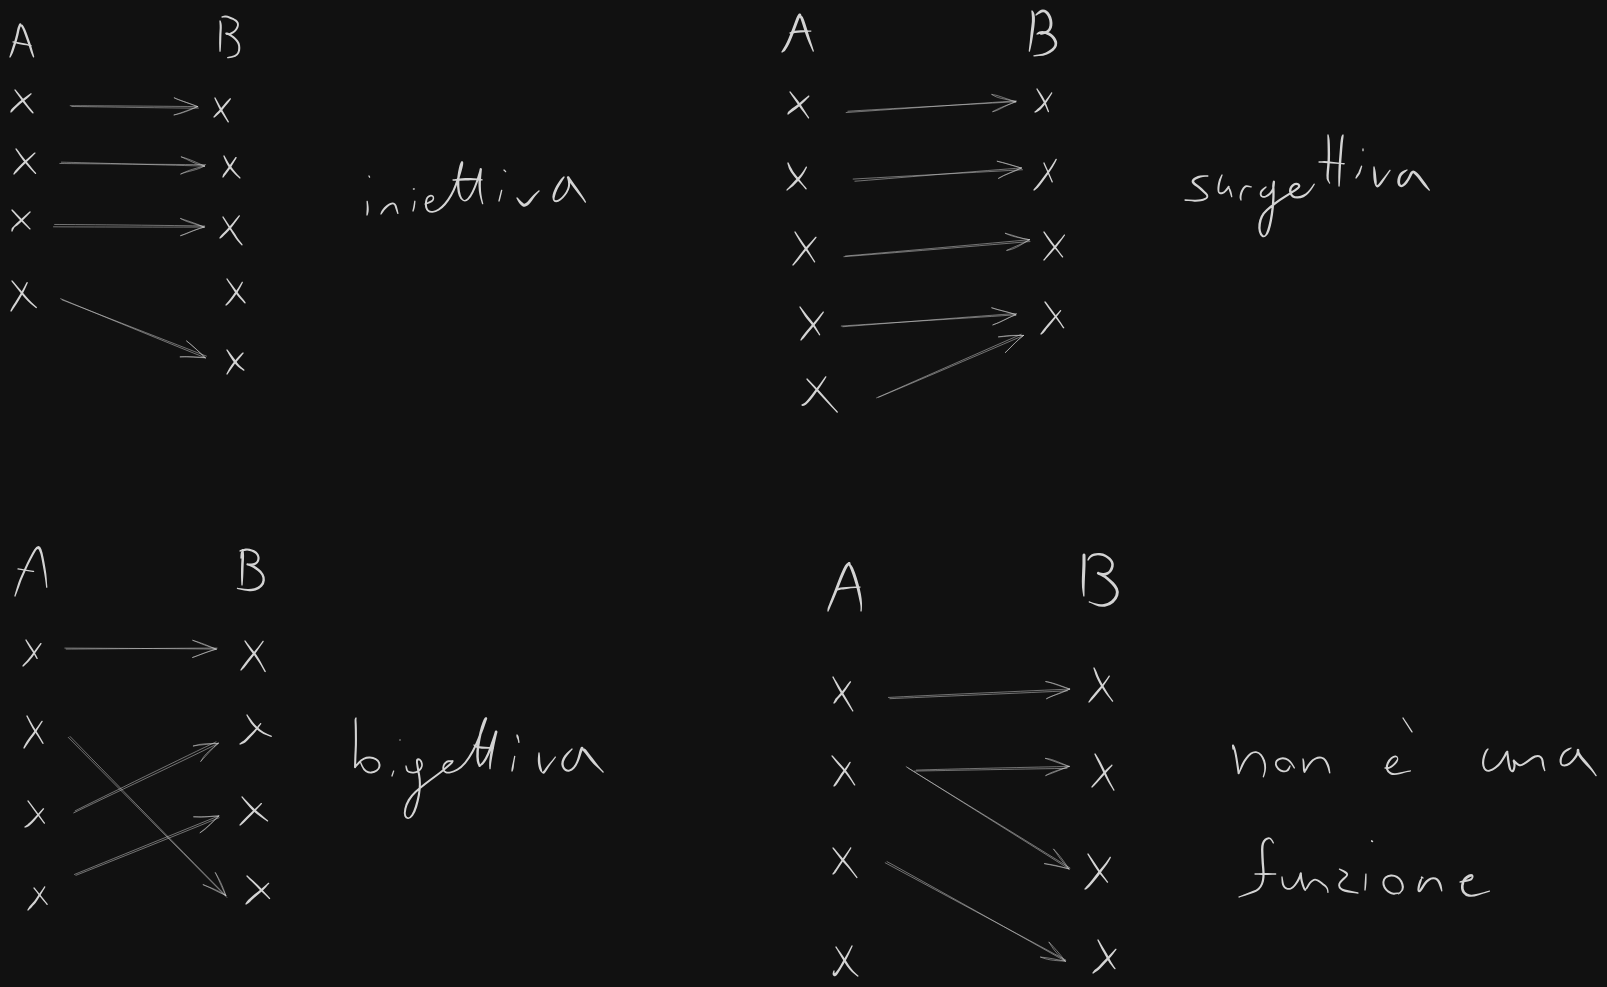 A B
x x
x x
x x
x x
x
iniettiva
A B
x x
x x
x x
x x
x
surgettiva
A B
x x
x x
x x
x x
bigettiva
A B
x x
x x
x x
x x
non è una
funzione